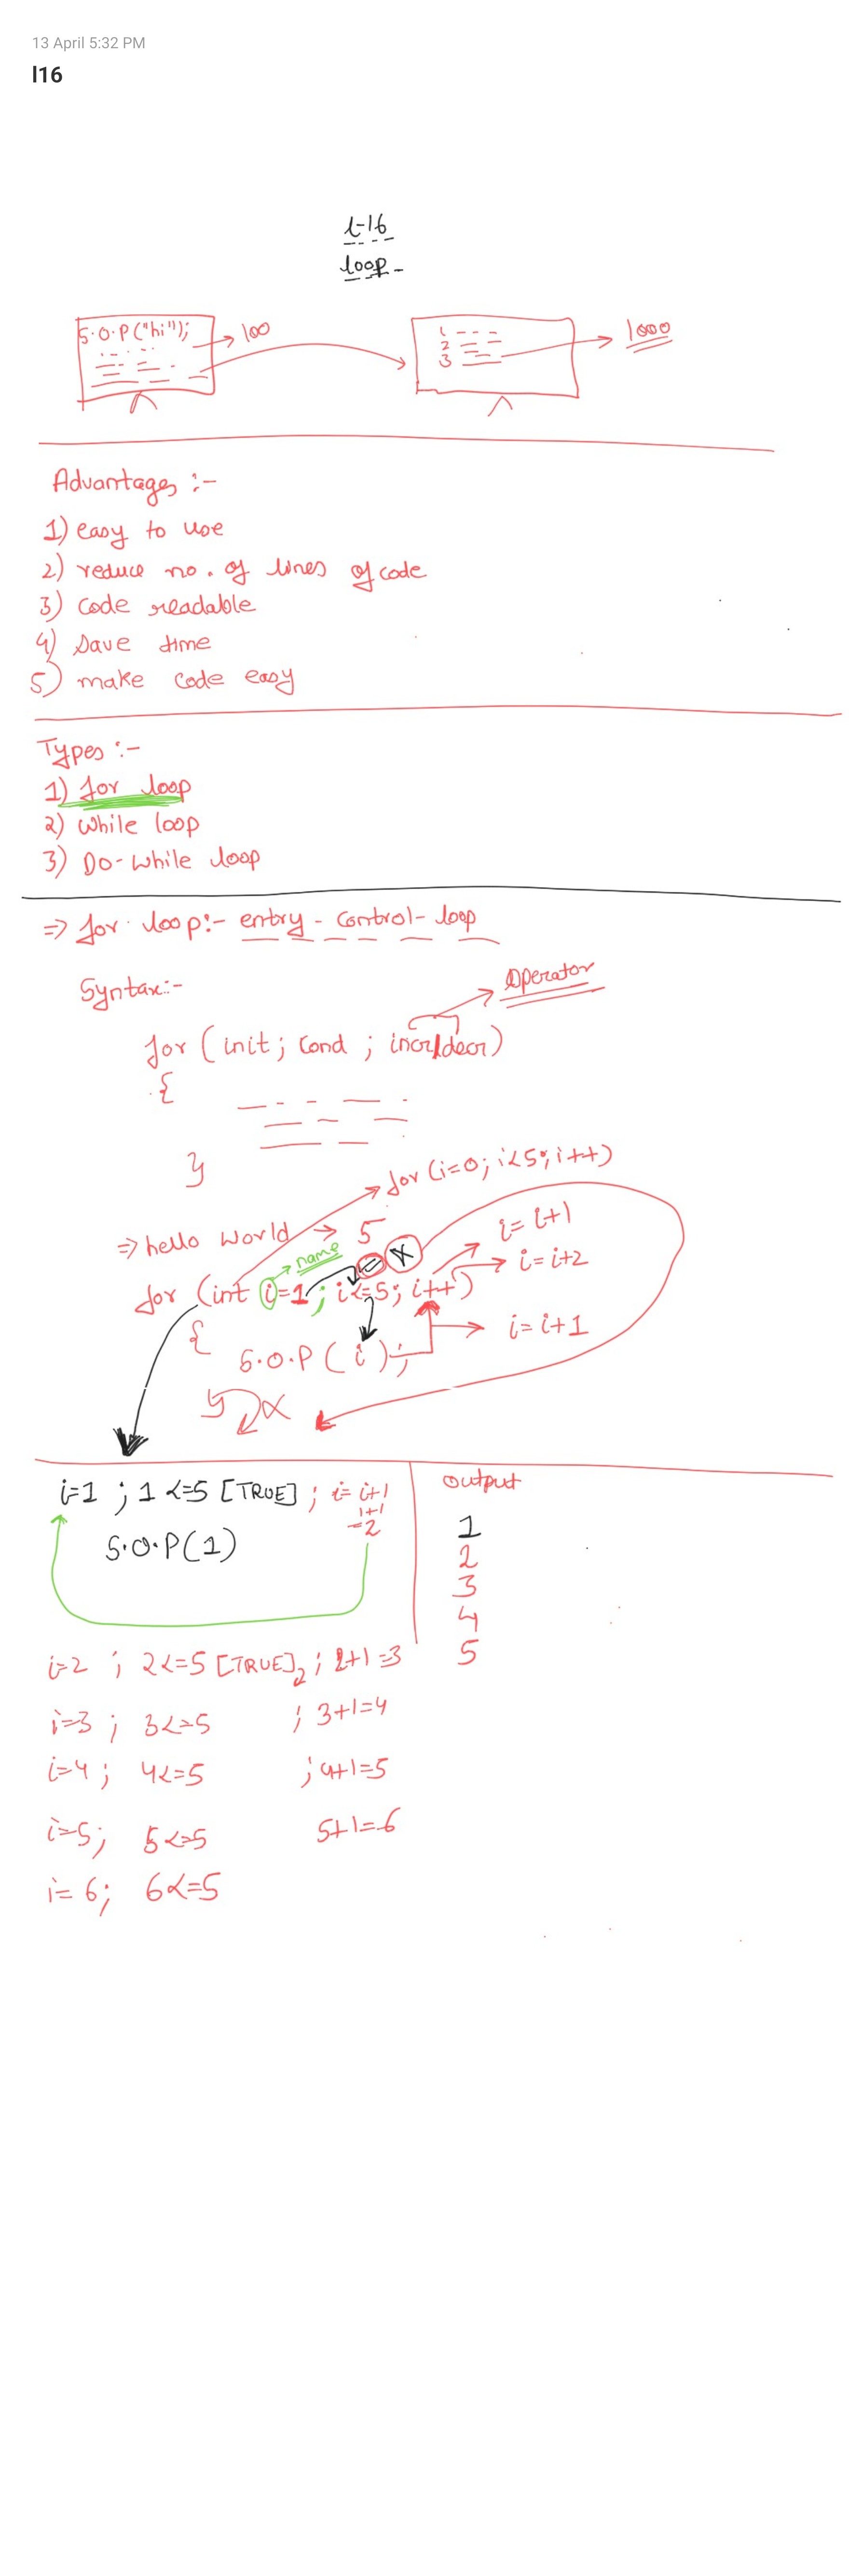 13 April 5:32 PM
l16
L-16
loop
S.O.P("hi");
100
1 - - -
2
3
1000
Advantages :-
1) easy to use
2) reduce no. of lines of code
3) code readable
4) save time
5) make code easy
Types :-
1) for loop
2) while loop
3) Do-while loop
=> for loop:- entry - control - loop
Syntax:-
operator
for (init; cond ; incr/decr)
{
}
for (i=0; i<5; i++)
=> hello world → 5
name
i = i+1
i = i+2
for (int i=1 ; i<=5; i++)
{
i = i+1
S.O.P ( i );
}
i=1 ; 1 <=5 [TRUE] ; i= i+1
1+1
=2
S.O.P(1)
output
1
2
3
4
5
i=2 ; 2<=5 [TRUE] ; 2+1=3
i=3 ; 3<=5 ; 3+1=4
i=4 ; 4<=5 ; 4+1=5
i=5; 5<=5 5+1=6
i= 6; 6<=5